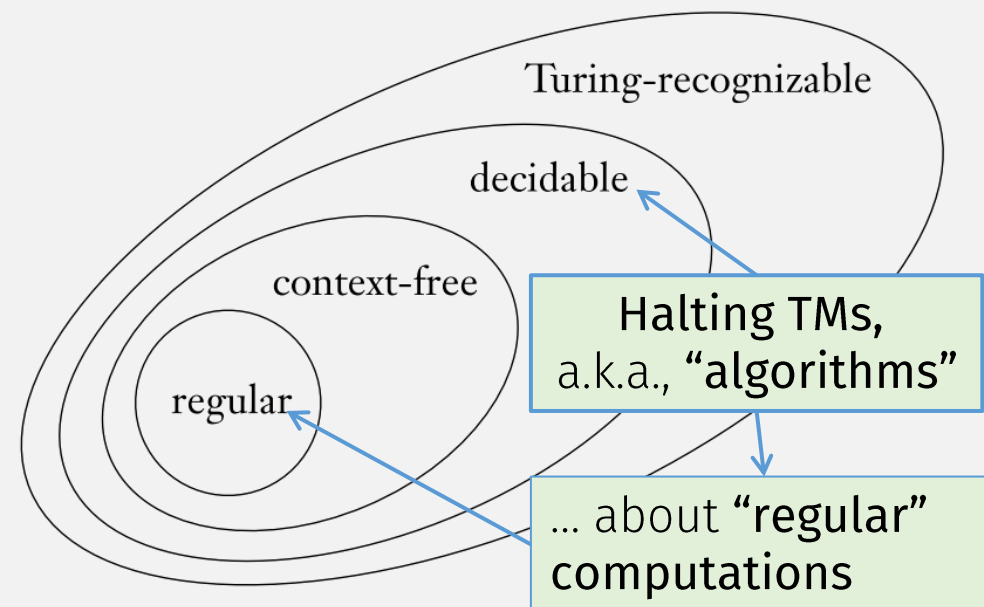 Turing-recognizable
decidable
context-free
regular
Halting TMs,
a.k.a., “algorithms”
... about “regular”
computations